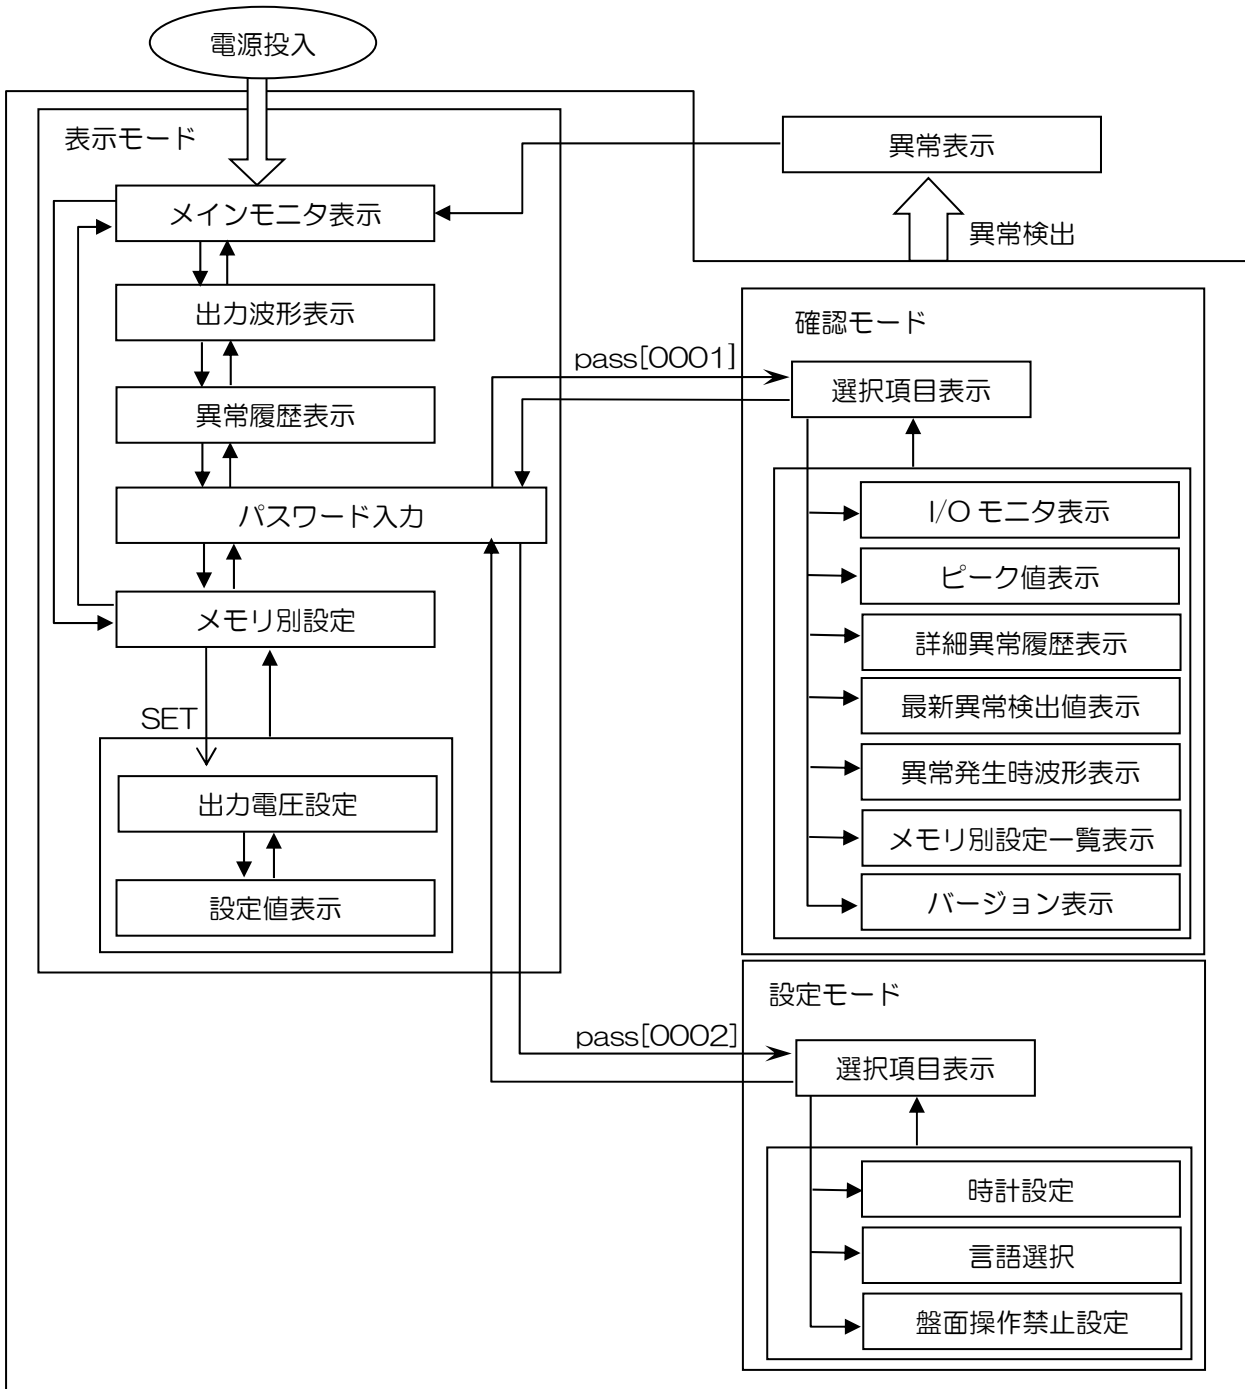 電源投入
表示モード
メインモニタ表示
出力波形表示
異常履歴表示
パスワード入力
メモリ別設定
SET
出力電圧設定
設定値表示
異常表示
異常検出
確認モード
pass[0001]
選択項目表示
I/O モニタ表示
ピーク値表示
詳細異常履歴表示
最新異常検出値表示
異常発生時波形表示
メモリ別設定一覧表示
バージョン表示
設定モード
pass[0002]
選択項目表示
時計設定
言語選択
盤面操作禁止設定